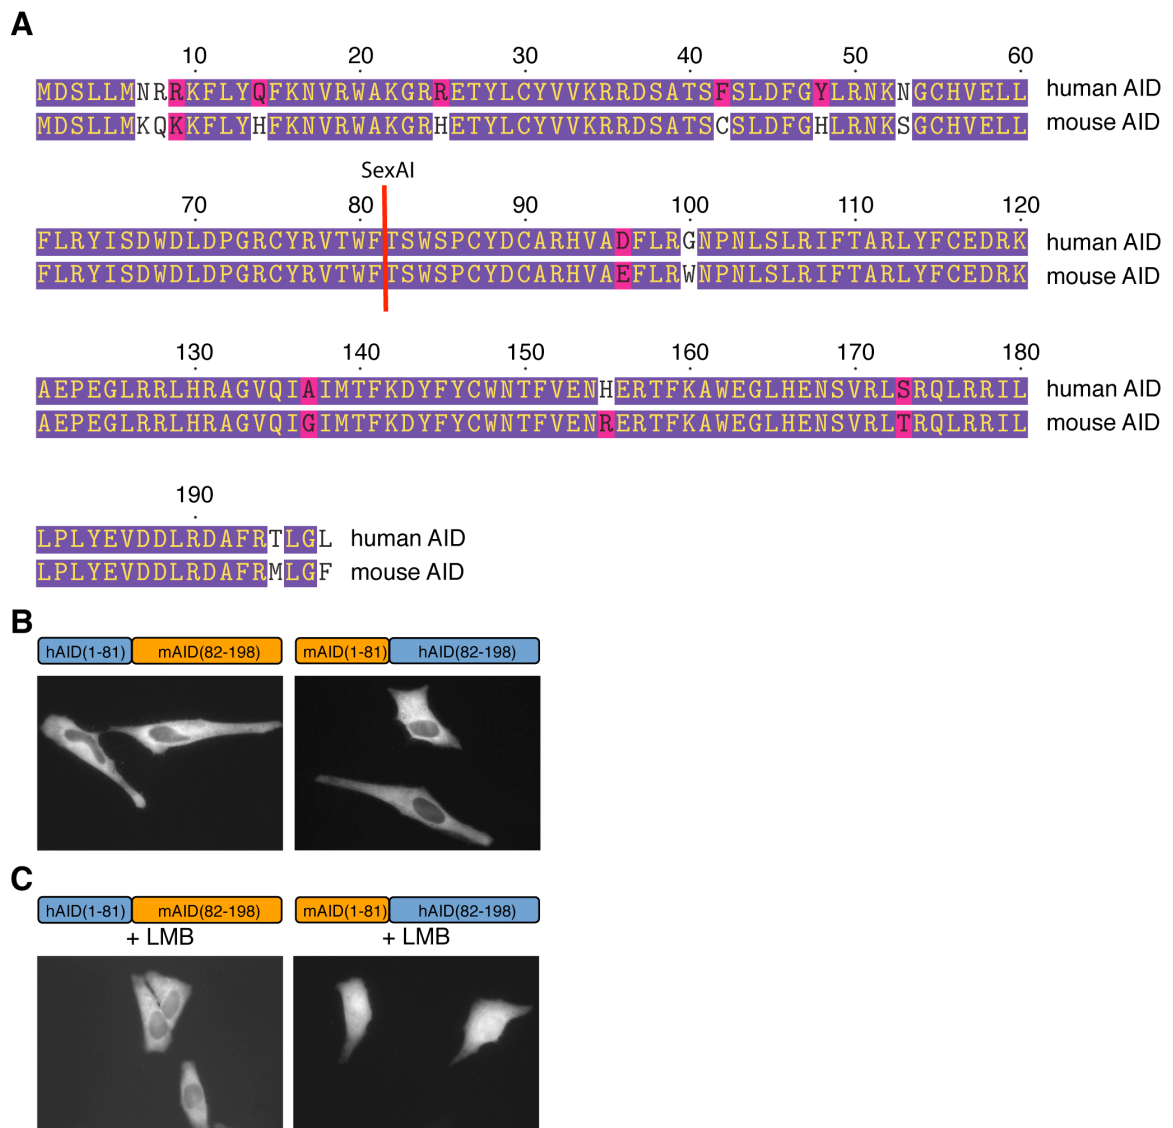 A
10 20 30 40 50 60
MDSLLMNRRKFLYQFKNVRWAKGRRETYLCYVVKRRDSATSFSLDFGYLRNKNGCHVELL human AID
MDSLLMKQKKFLYHFKNVRWAKGRHETYLCYVVKRRDSATSCSLDFGHLRNKSGCHVELL mouse AID
SexAI
70 80 90 100 110 120
FLRYISDWDLDPGRCYRVTWFTSWSPCYDCARHVADFLRGNPNLSLRIFTARLYFCEDRK human AID
FLRYISDWDLDPGRCYRVTWFTSWSPCYDCARHVAEFLRWNPNLSLRIFTARLYFCEDRK mouse AID
130 140 150 160 170 180
AEPEGLRRLHRAGVQIAIMTFKDYFYCWNTFVENHERTFKAWEGLHENSVRLSRQLRRIL human AID
AEPEGLRRLHRAGVQIGIMTFKDYFYCWNTFVENRERTFKAWEGLHENSVRLTRQLRRIL mouse AID
190
LPLYEVDDLRDAFRTLGL human AID
LPLYEVDDLRDAFRMLGF mouse AID
B
hAID(1-81) mAID(82-198) mAID(1-81) hAID(82-198)
C
hAID(1-81) mAID(82-198) mAID(1-81) hAID(82-198)
+ LMB + LMB